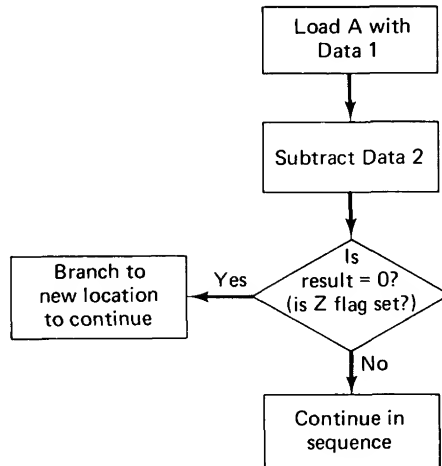 Load A with
Data 1
Subtract Data 2
Is
result = 0?
(is Z flag set?)
Yes
Branch to
new location
to continue
No
Continue in
sequence